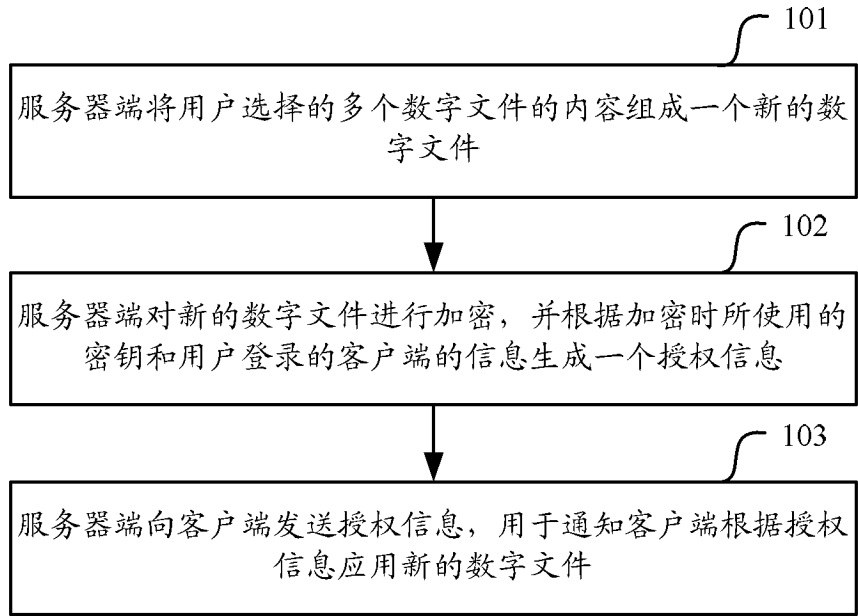 101
服务器端将用户选择的多个数字文件的内容组成一个新的数
字文件
102
服务器端对新的数字文件进行加密，并根据加密时所使用的
密钥和用户登录的客户端的信息生成一个授权信息
103
服务器端向客户端发送授权信息，用于通知客户端根据授权
信息应用新的数字文件